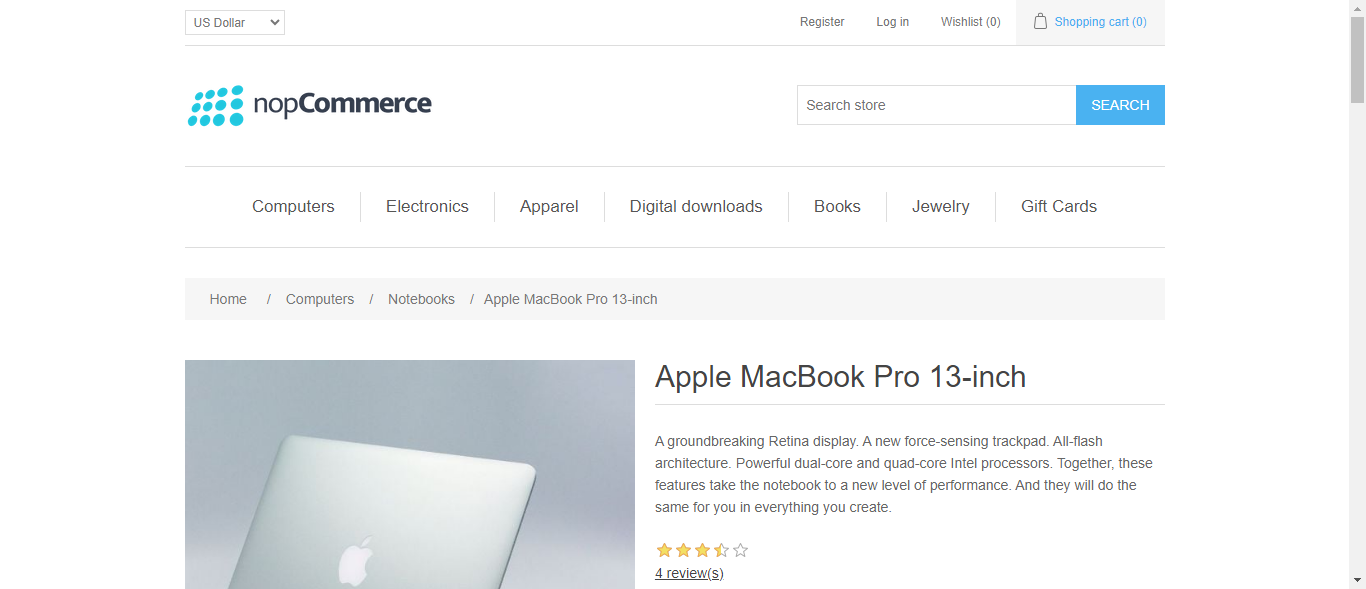 US Dollar
Register
Log in
Wishlist (0)
Shopping cart (0)
nopCommerce
Search store
SEARCH
Computers
Electronics
Apparel
Digital downloads
Books
Jewelry
Gift Cards
Home / Computers / Notebooks / Apple MacBook Pro 13-inch
Apple MacBook Pro 13-inch
A groundbreaking Retina display. A new force-sensing trackpad. All-flash
architecture. Powerful dual-core and quad-core Intel processors. Together, these
features take the notebook to a new level of performance. And they will do the
same for you in everything you create.
4 review(s)